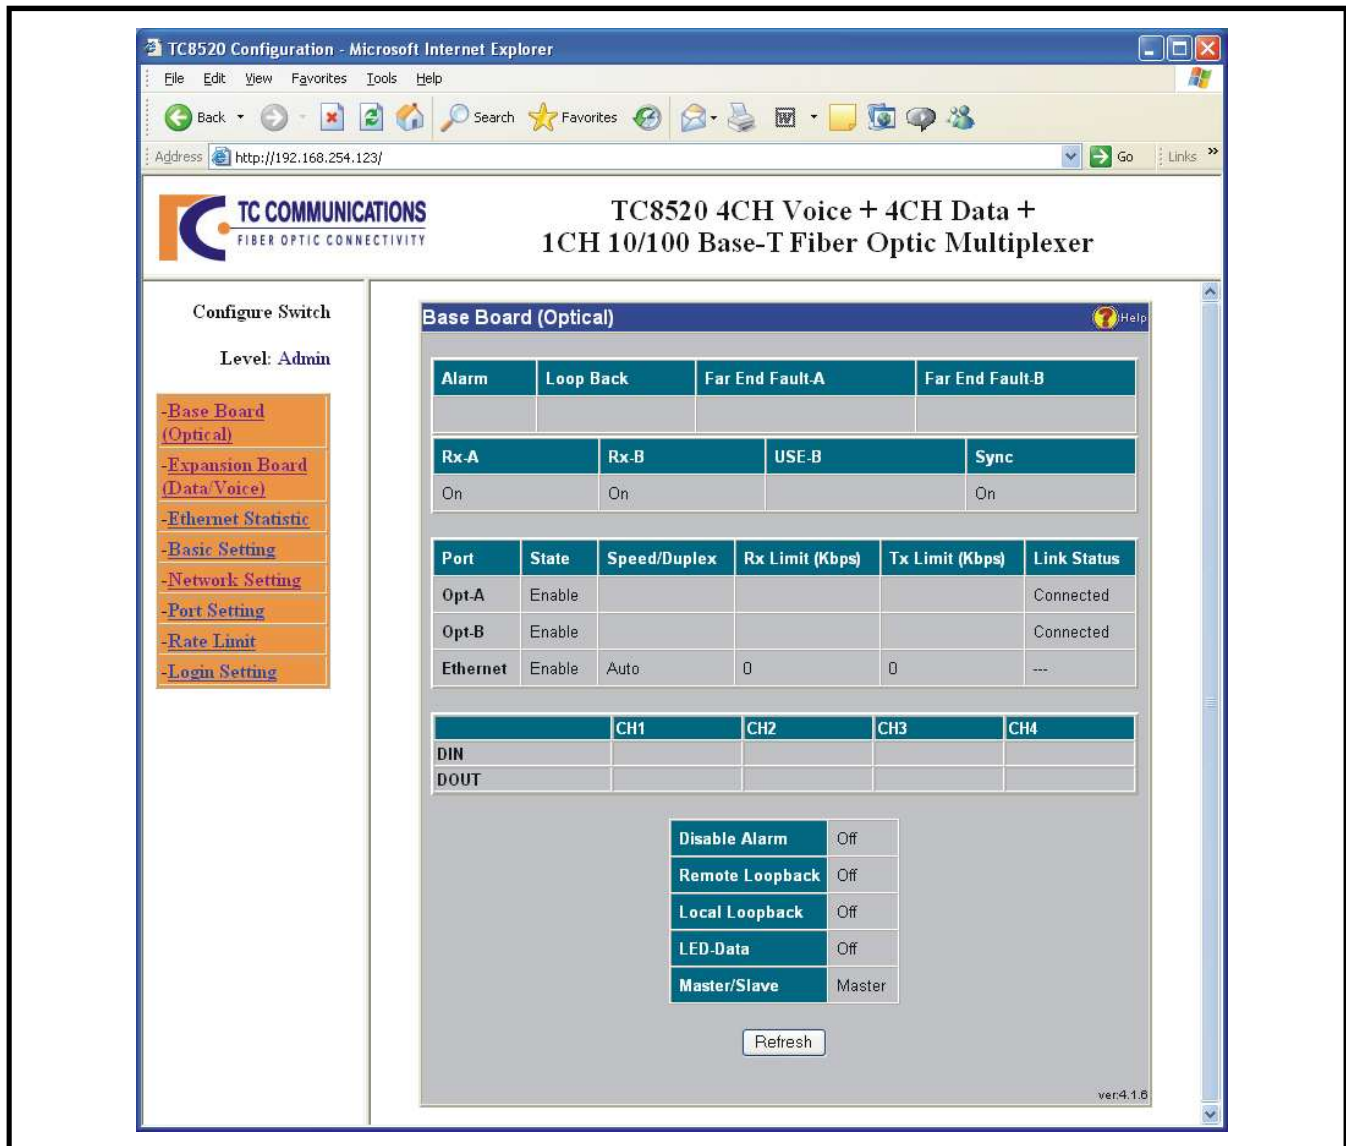 TC8520 Configuration - Microsoft Internet Explorer
File Edit View Favorites Tools Help
Back Search Favorites
Address http://192.168.254.123/ Go Links »
TC COMMUNICATIONS
FIBER OPTIC CONNECTIVITY
TC8520 4CH Voice + 4CH Data +
1CH 10/100 Base-T Fiber Optic Multiplexer
Configure Switch
Level: Admin
-Base Board
(Optical)
-Expansion Board
(Data/Voice)
-Ethernet Statistic
-Basic Setting
-Network Setting
-Port Setting
-Rate Limit
-Login Setting
Base Board (Optical) Help
Alarm Loop Back Far End Fault-A Far End Fault-B
Rx-A Rx-B USE-B Sync
On On On
Port State Speed/Duplex Rx Limit (Kbps) Tx Limit (Kbps) Link Status
Opt-A Enable Connected
Opt-B Enable Connected
Ethernet Enable Auto 0 0 ---
CH1 CH2 CH3 CH4
DIN
DOUT
Disable Alarm Off
Remote Loopback Off
Local Loopback Off
LED-Data Off
Master/Slave Master
Refresh
ver:4.1.6